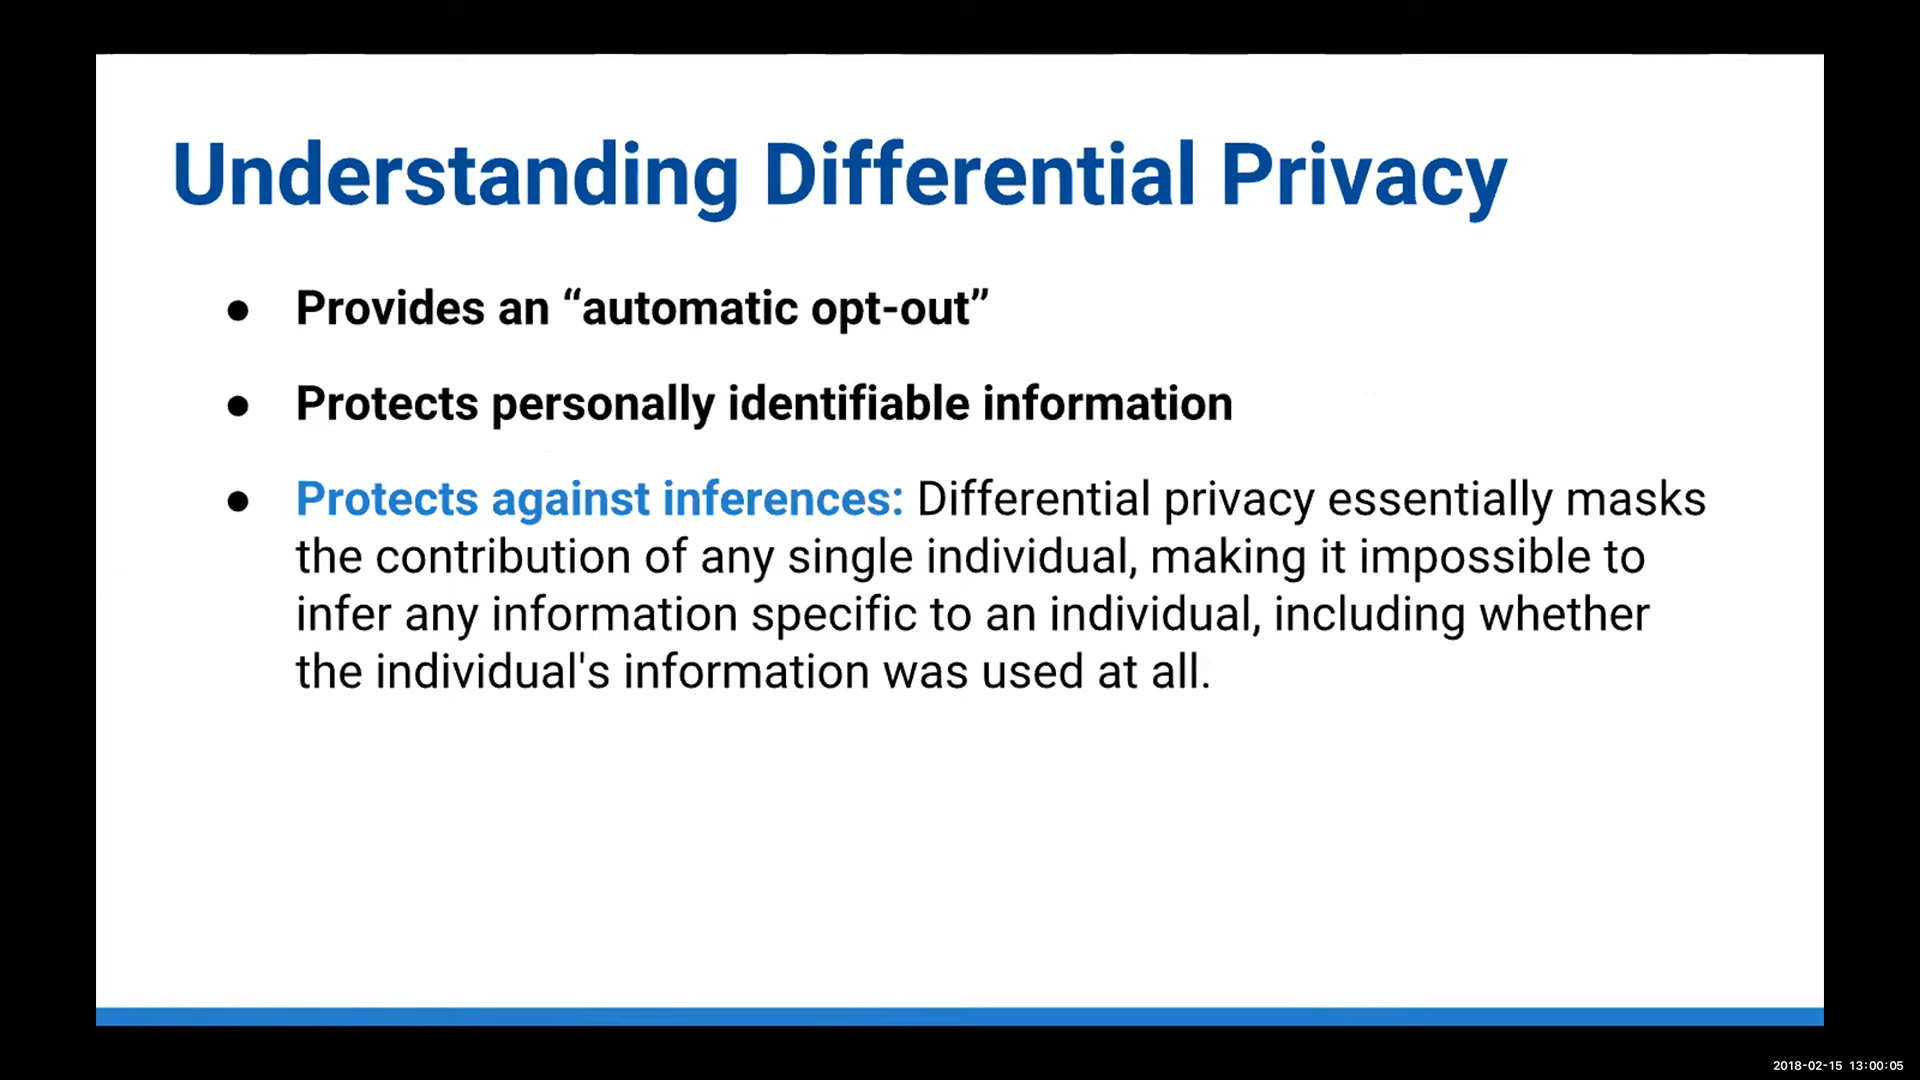 Understanding Differential Privacy
● Provides an “automatic opt-out”
● Protects personally identifiable information
● Protects against inferences: Differential privacy essentially masks
the contribution of any single individual, making it impossible to
infer any information specific to an individual, including whether
the individual's information was used at all.
2018-02-15 13:00:05